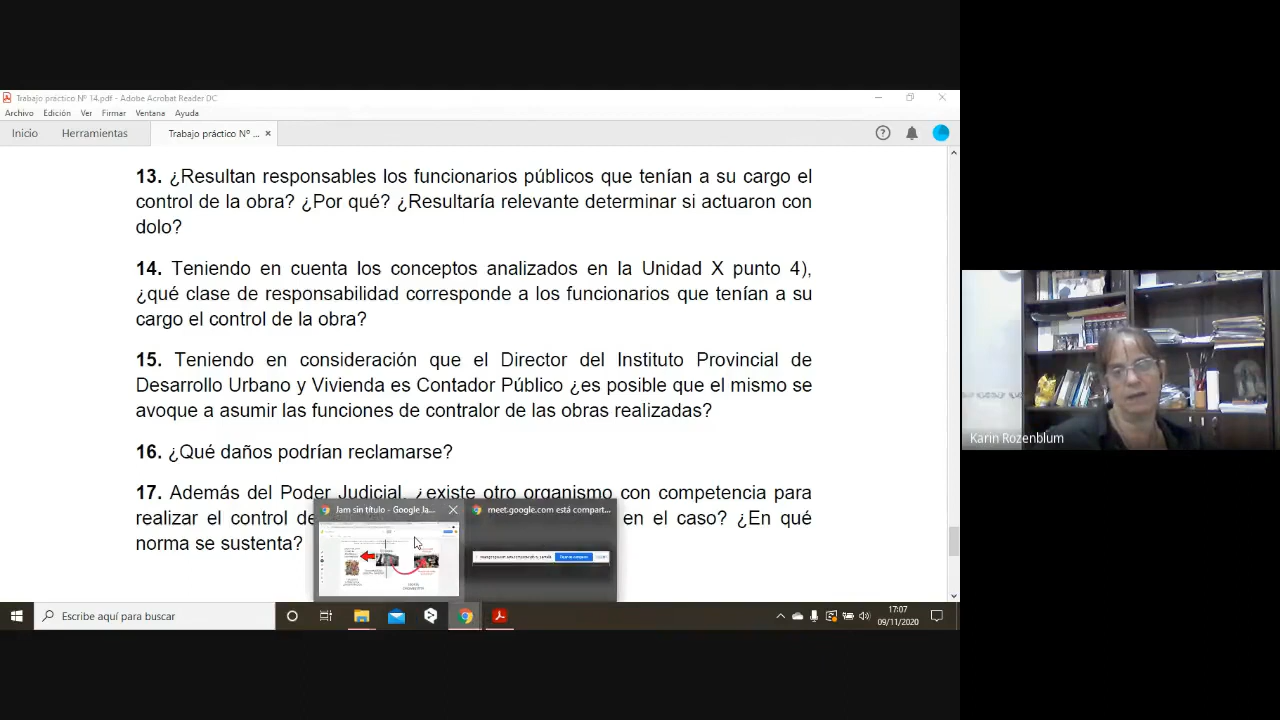 Trabajo práctico Nº 14.pdf - Adobe Acrobat Reader DC
Archivo Edición Ver Firmar Ventana Ayuda
Inicio Herramientas Trabajo práctico Nº ... ×
13. ¿Resultan responsables los funcionarios públicos que tenían a su cargo el
control de la obra? ¿Por qué? ¿Resultaría relevante determinar si actuaron con
dolo?
14. Teniendo en cuenta los conceptos analizados en la Unidad X punto 4),
¿qué clase de responsabilidad corresponde a los funcionarios que tenían a su
cargo el control de la obra?
15. Teniendo en consideración que el Director del Instituto Provincial de
Desarrollo Urbano y Vivienda es Contador Público ¿es posible que el mismo se
avoque a asumir las funciones de contralor de las obras realizadas?
16. ¿Qué daños podrían reclamarse?
17. Además del Poder Judicial, ¿existe otro organismo con competencia para
realizar el control de en el caso? ¿En qué
norma se sustenta?
Jam sin título - Google Ja...
meet.google.com está compart...
Karin Rozenblum
Escribe aquí para buscar
17:07
09/11/2020